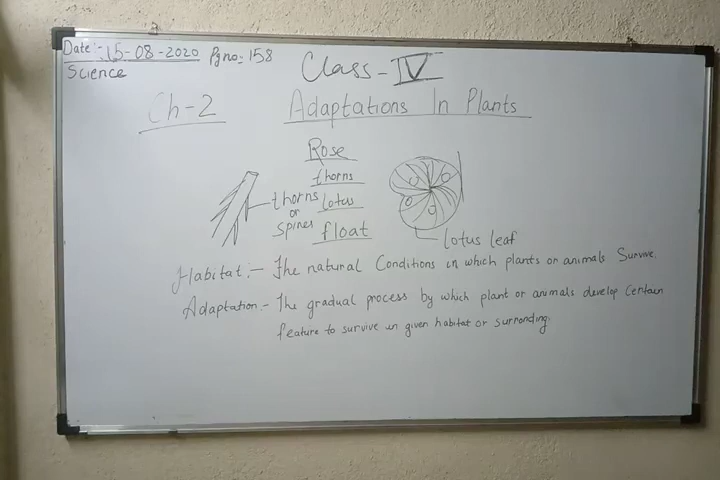 Date:- 15-08-2020 Pg no= 158
Science
Class - IV
Ch-2 Adaptations In Plants
Rose
thorns
thorns
or
spines
lotus
float
lotus leaf
Habitat:- The natural Conditions in which plants or animals Survive.
Adaptation - The gradual process by which plant or animals develop Certain
feature to survive in given habitat or surronding.